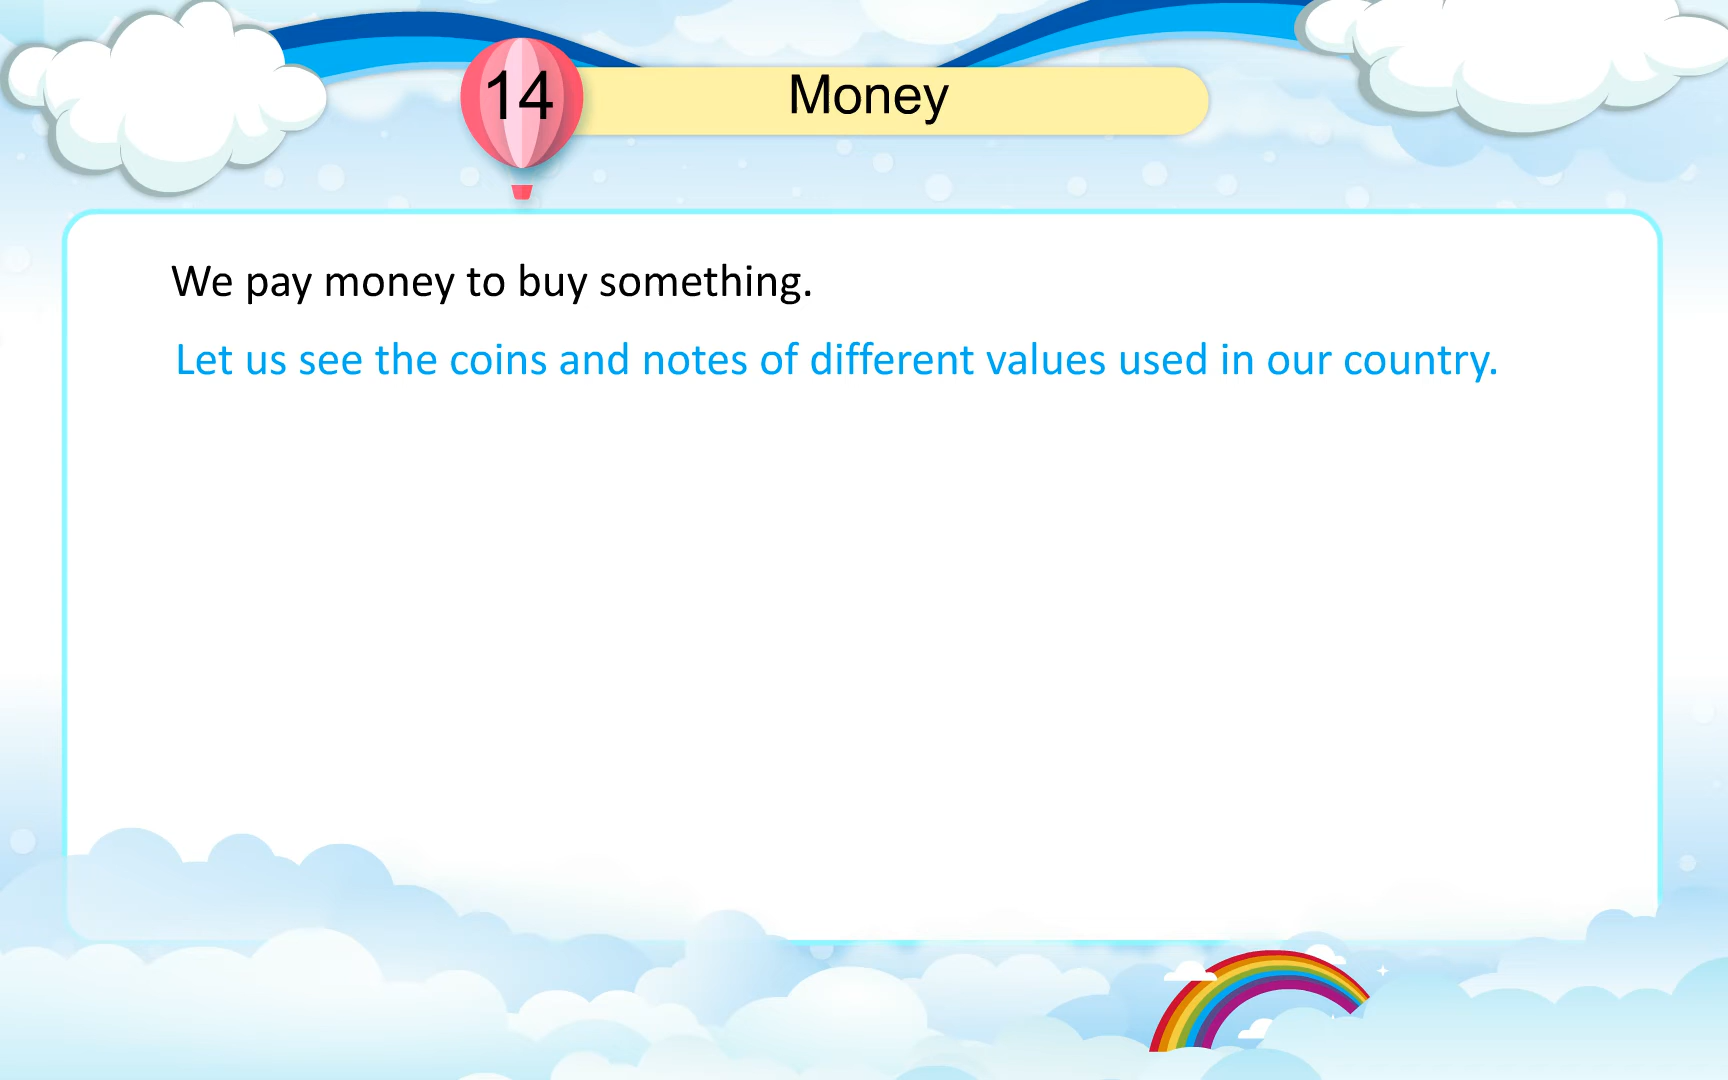 14 Money
We pay money to buy something.
Let us see the coins and notes of different values used in our country.